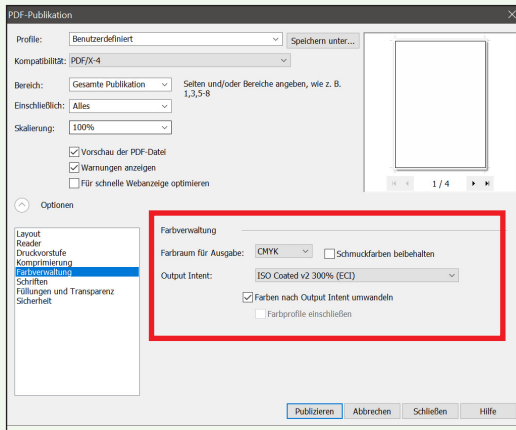 PDF-Publikation
Profile: Benutzerdefiniert Speichern unter...
Kompatibilität: PDF/X-4
Bereich: Gesamte Publikation Seiten und/oder Bereiche angeben, wie z. B.
1,3,5-8
Einschließlich: Alles
Skalierung: 100%
Vorschau der PDF-Datei
Warnungen anzeigen
Für schnelle Webanzeige optimieren
1 / 4
Optionen
Layout
Reader
Druckvorstufe
Komprimierung
Farbverwaltung
Schriften
Füllungen und Transparenz
Sicherheit
Farbverwaltung
Farbraum für Ausgabe: CMYK Schmuckfarben beibehalten
Output Intent: ISO Coated v2 300% (ECI)
Farben nach Output Intent umwandeln
Farbprofile einschließen
Publizieren Abbrechen Schließen Hilfe